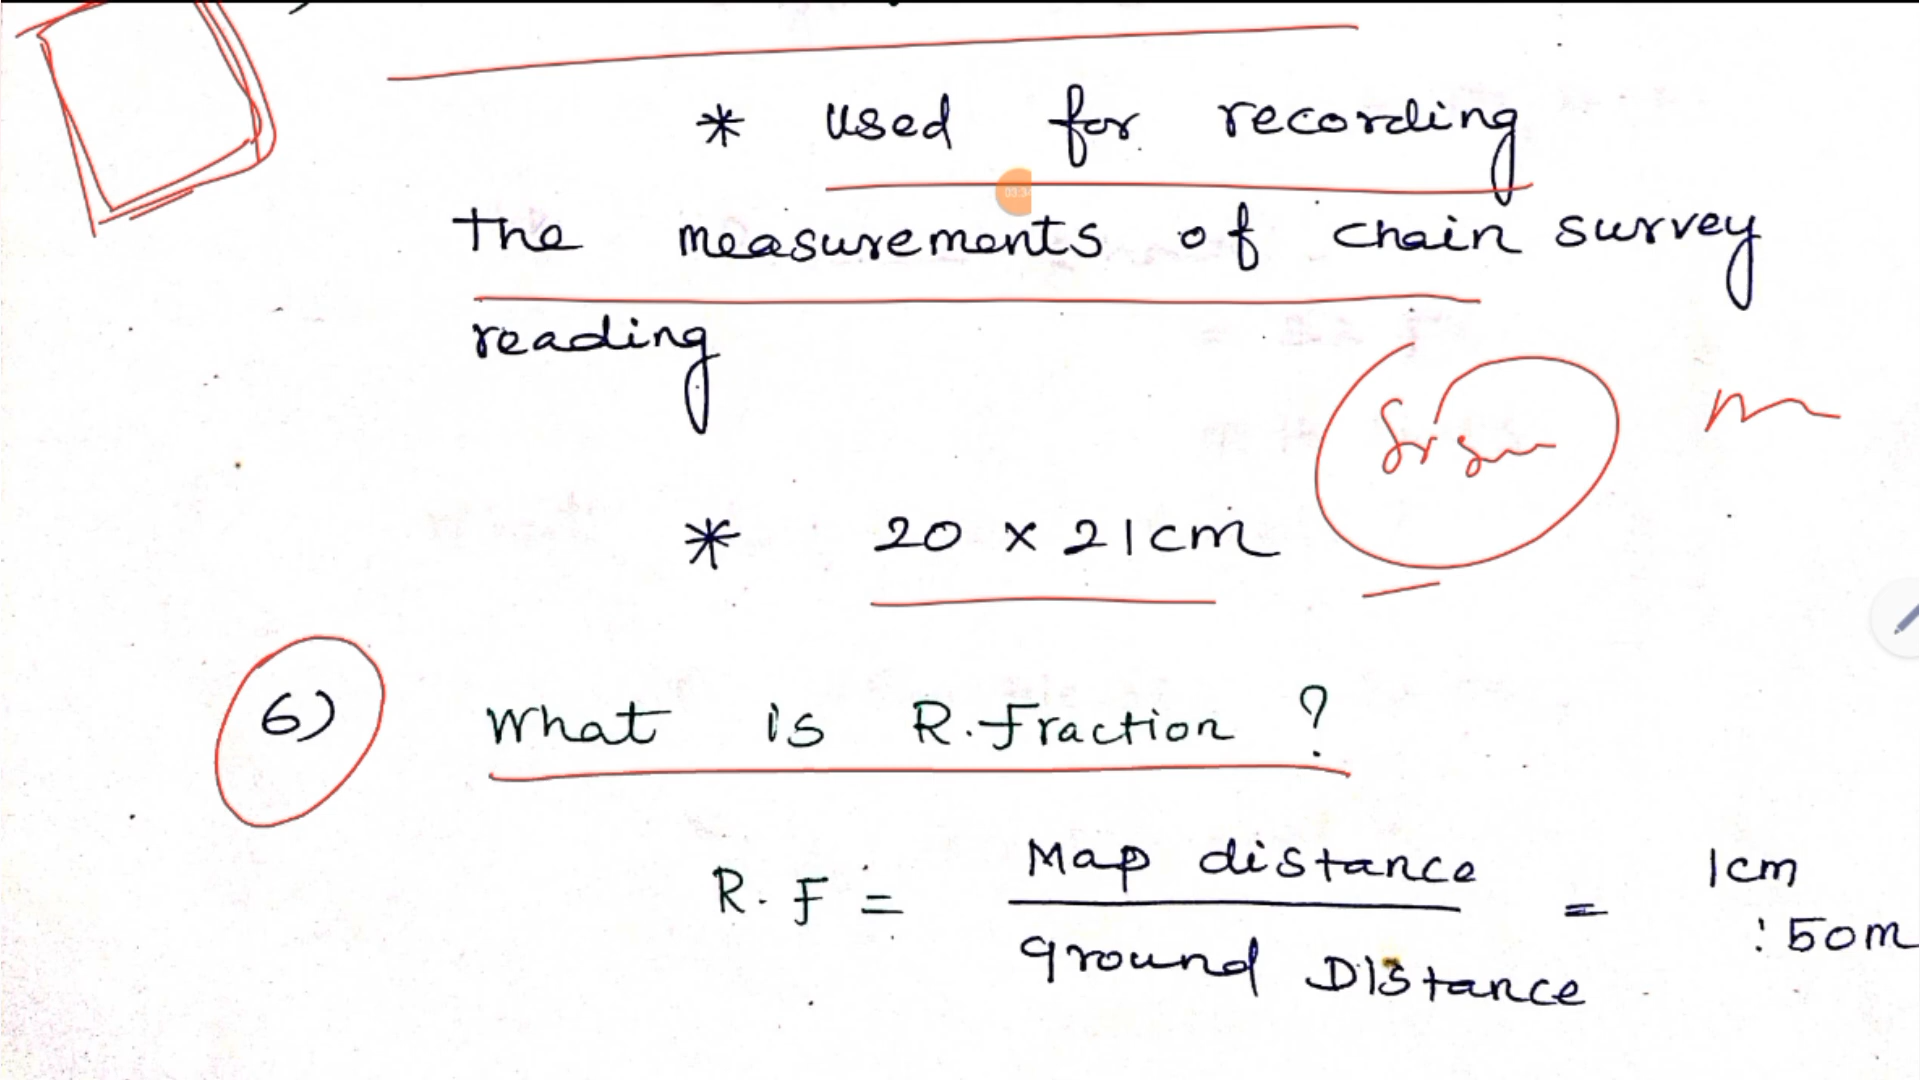 * used for recording
the measurements of chain survey
reading
* 20 x 21cm
6) What is R.Fraction ?
R.F = Map distance / ground Distance = 1cm : 50m